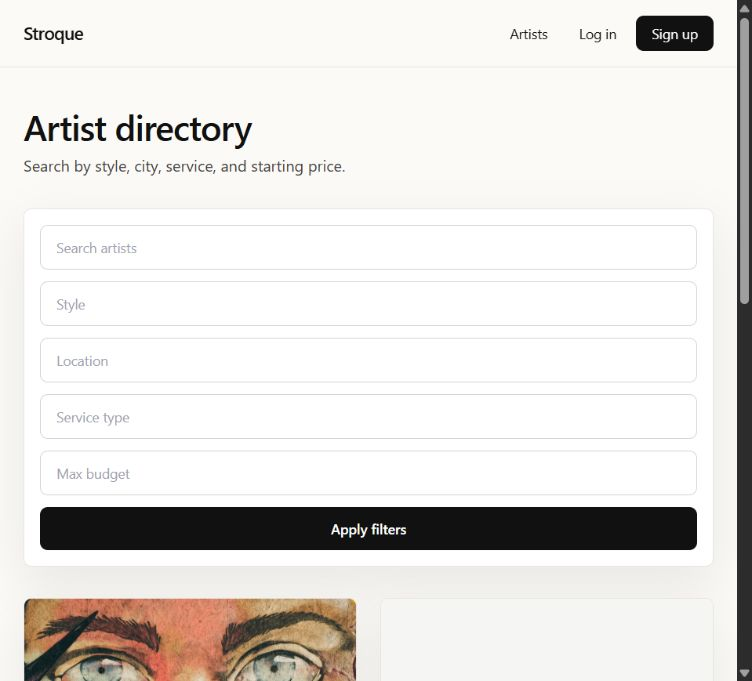 Stroque
Artists
Log in
Sign up
Artist directory
Search by style, city, service, and starting price.
Search artists
Style
Location
Service type
Max budget
Apply filters